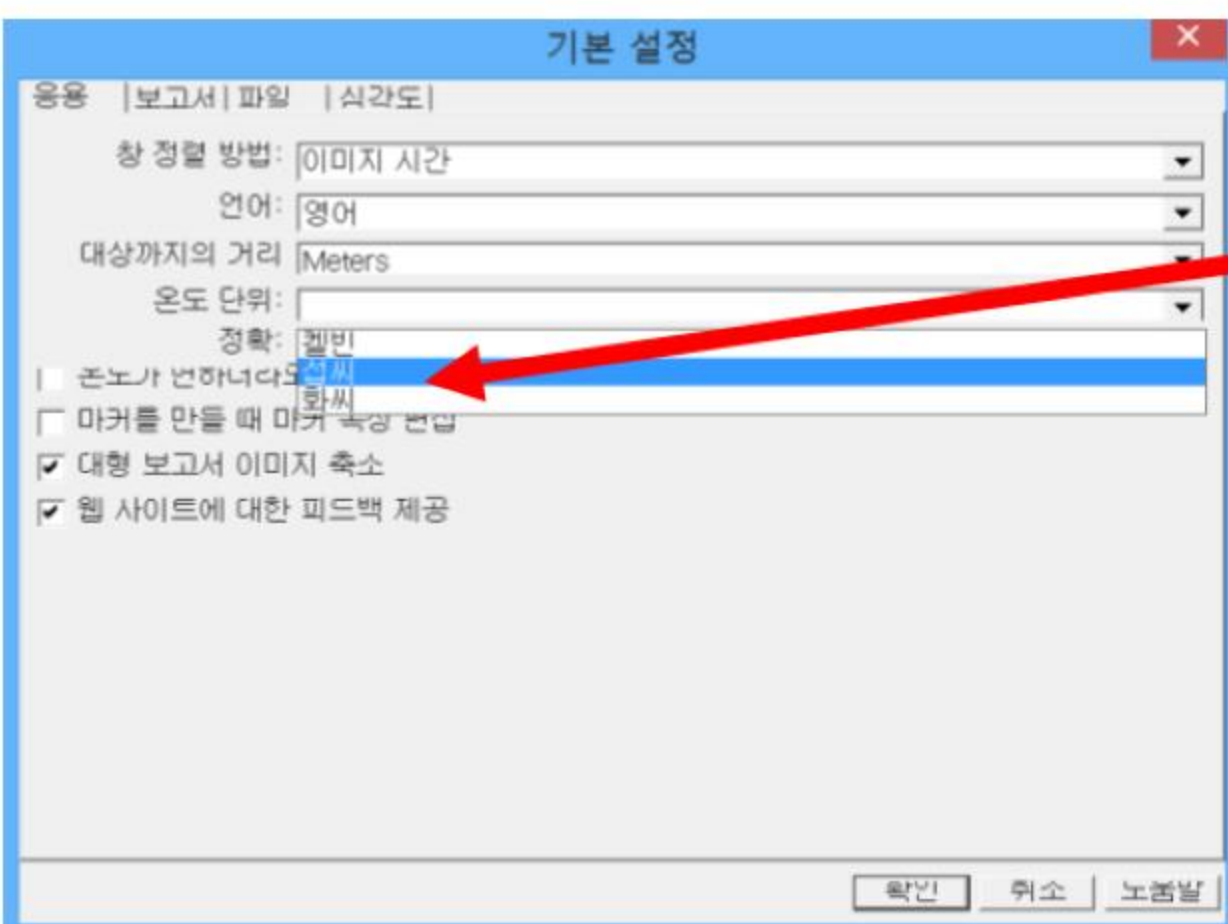 기본 설정
응용 |보고서| 파일 |심각도|
창 정렬 방법: 이미지 시간
언어: 영어
대상까지의 거리 Meters
온도 단위:
정확: 켈빈
섭씨
화씨
마커를 만들 때 마커 속성 편집
대형 보고서 이미지 축소
웹 사이트에 대한 피드백 제공
확인 취소 도움말